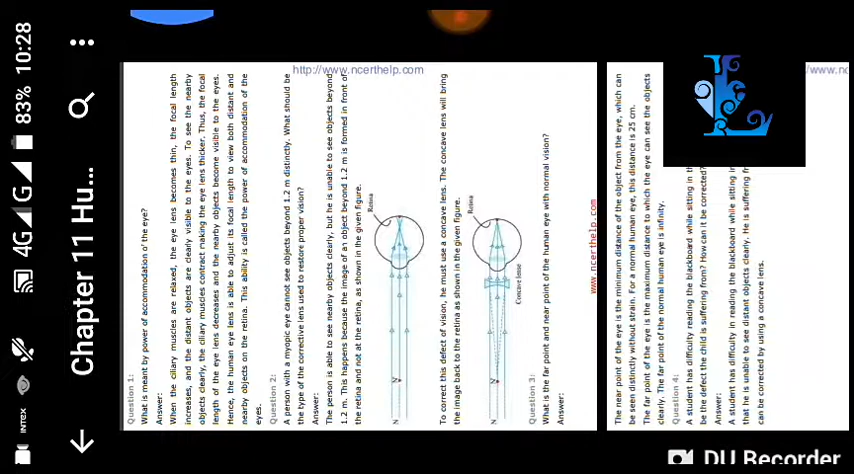 INTEX 83% 10:28
4G G
Chapter 11 Hu...
http://www.ncerthelp.com
Question 1:
What is meant by power of accommodation of the eye?
Answer:
When the ciliary muscles are relaxed, the eye lens becomes thin, the focal length
increases, and the distant objects are clearly visible to the eyes. To see the nearby
objects clearly, the ciliary muscles contract making the eye lens thicker. Thus, the focal
length of the eye lens decreases and the nearby objects become visible to the eyes.
Hence, the human eye lens is able to adjust its focal length to view both distant and
nearby objects on the retina. This ability is called the power of accommodation of the
eyes.
Question 2:
A person with a myopic eye cannot see objects beyond 1.2 m distinctly. What should be
the type of the corrective lens used to restore proper vision?
Answer:
The person is able to see nearby objects clearly, but he is unable to see objects beyond
1.2 m. This happens because the image of an object beyond 1.2 m is formed in front of
the retina and not at the retina, as shown in the given figure.
Retina
N
N'
To correct this defect of vision, he must use a concave lens. The concave lens will bring
the image back to the retina as shown in the given figure.
Retina
N
N'
Concave lense
Question 3:
What is the far point and near point of the human eye with normal vision?
Answer:
www.ncerthelp.com
The near point of the eye is the minimum distance of the object from the eye, which can
be seen distinctly without strain. For a normal human eye, this distance is 25 cm.
The far point of the eye is the maximum distance to which the eye can see the objects
clearly. The far point of the normal human eye is infinity.
Question 4:
A student has difficulty reading the blackboard while sitting in
be the defect the child is suffering from? How can it be corrected?
Answer:
A student has difficulty in reading the blackboard while sitting in
that he is unable to see distant objects clearly. He is suffering
can be corrected by using a concave lens.
DU Recorder